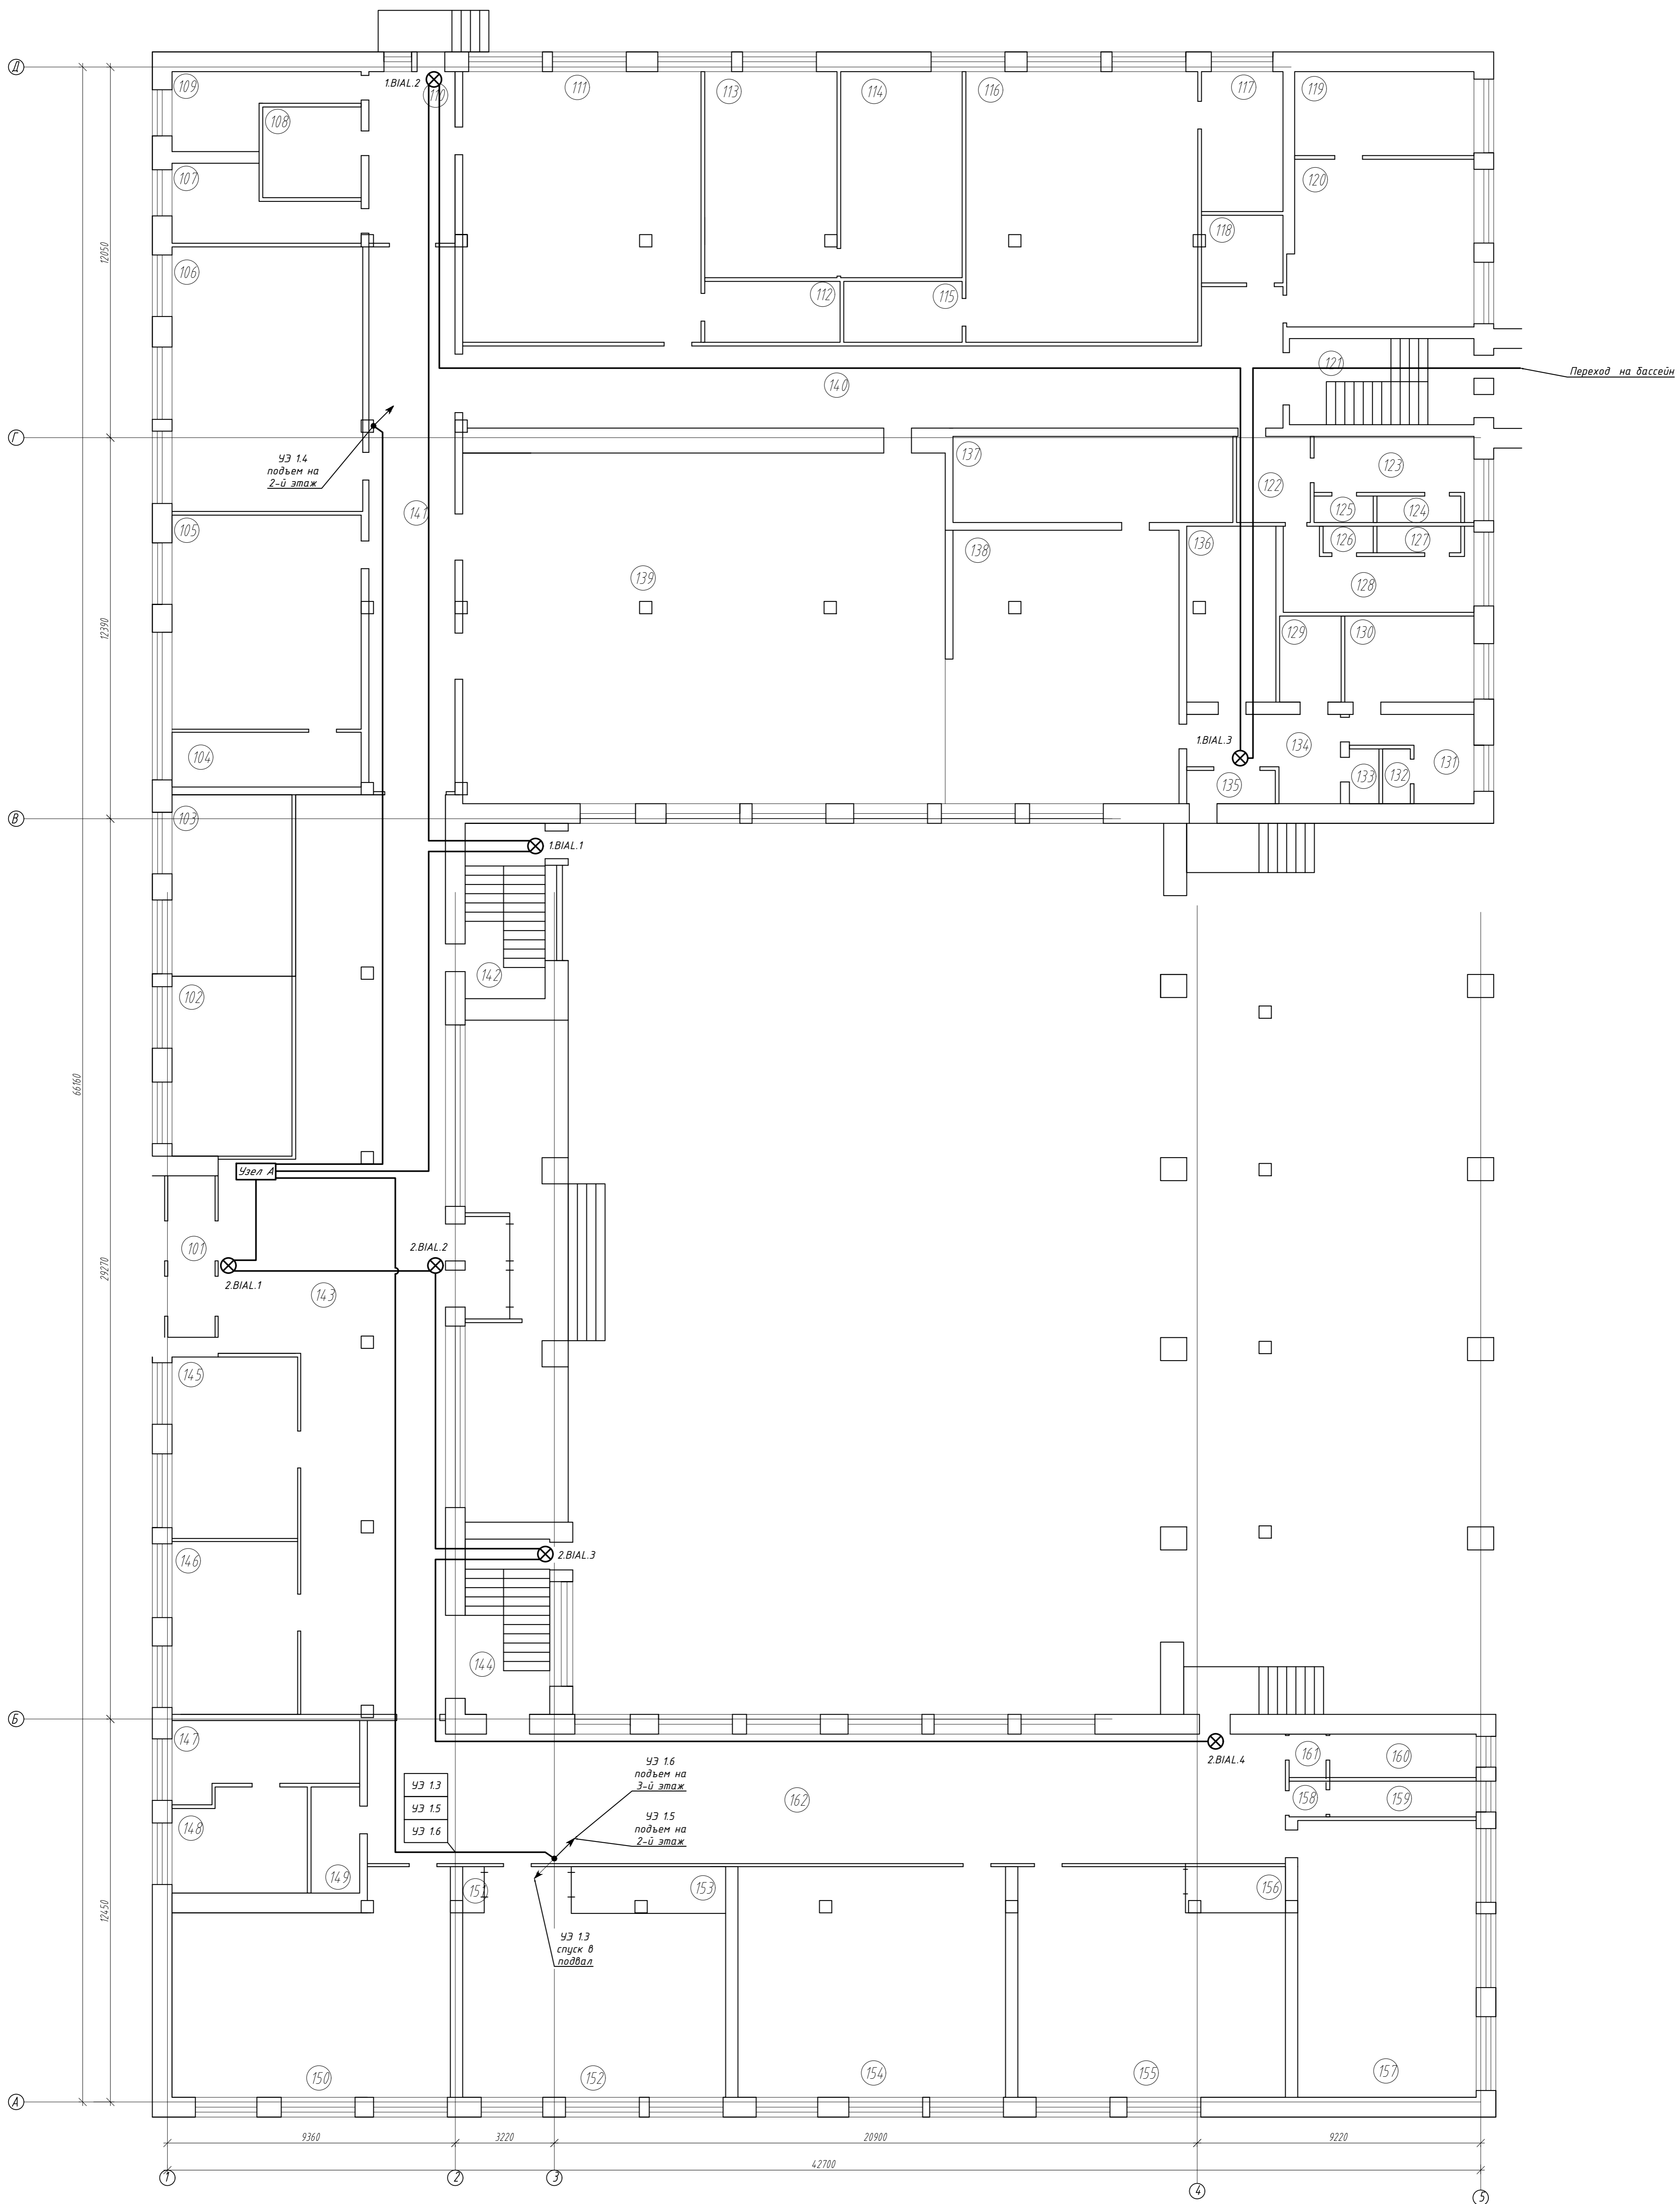 Д
109
1.BIAL.2
110
111
113
114
116
117
119
108
107
120
118
106
12050
112
115
121
Переход на бассейн
140
Г
УЗ 1.4
подъем на
2-й этаж
137
123
122
141
105
125
124
136
126
127
138
139
128
12390
129
130
1.BIAL.3
134
104
131
133
132
135
В
103
1.BIAL.1
142
102
66160
Узел А
101
2.BIAL.2
29270
2.BIAL.1
143
145
2.BIAL.3
146
144
Б
147
161
160
2.BIAL.4
УЗ 1.6
подъем на
3-й этаж
УЗ 1.3
УЗ 1.5
УЗ 1.6
162
158
159
УЗ 1.5
подъем на
2-й этаж
148
149
151
153
156
12450
УЗ 1.3
спуск в
подвал
150
152
154
155
157
А
9360
3220
20900
9220
42700
1
2
3
4
5